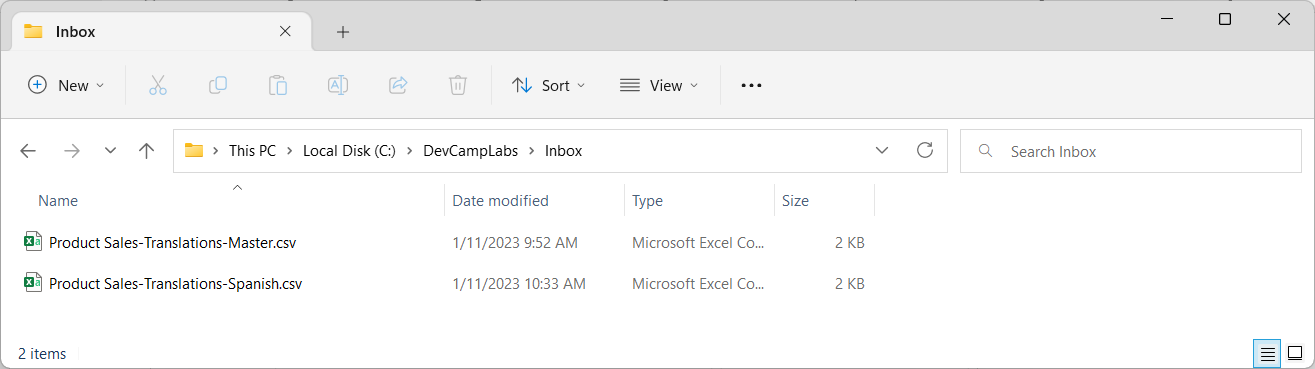 Inbox
New Sort View
This PC Local Disk (C:) DevCampLabs Inbox Search Inbox
Name Date modified Type Size
Product Sales-Translations-Master.csv 1/11/2023 9:52 AM Microsoft Excel Co... 2 KB
Product Sales-Translations-Spanish.csv 1/11/2023 10:33 AM Microsoft Excel Co... 2 KB
2 items